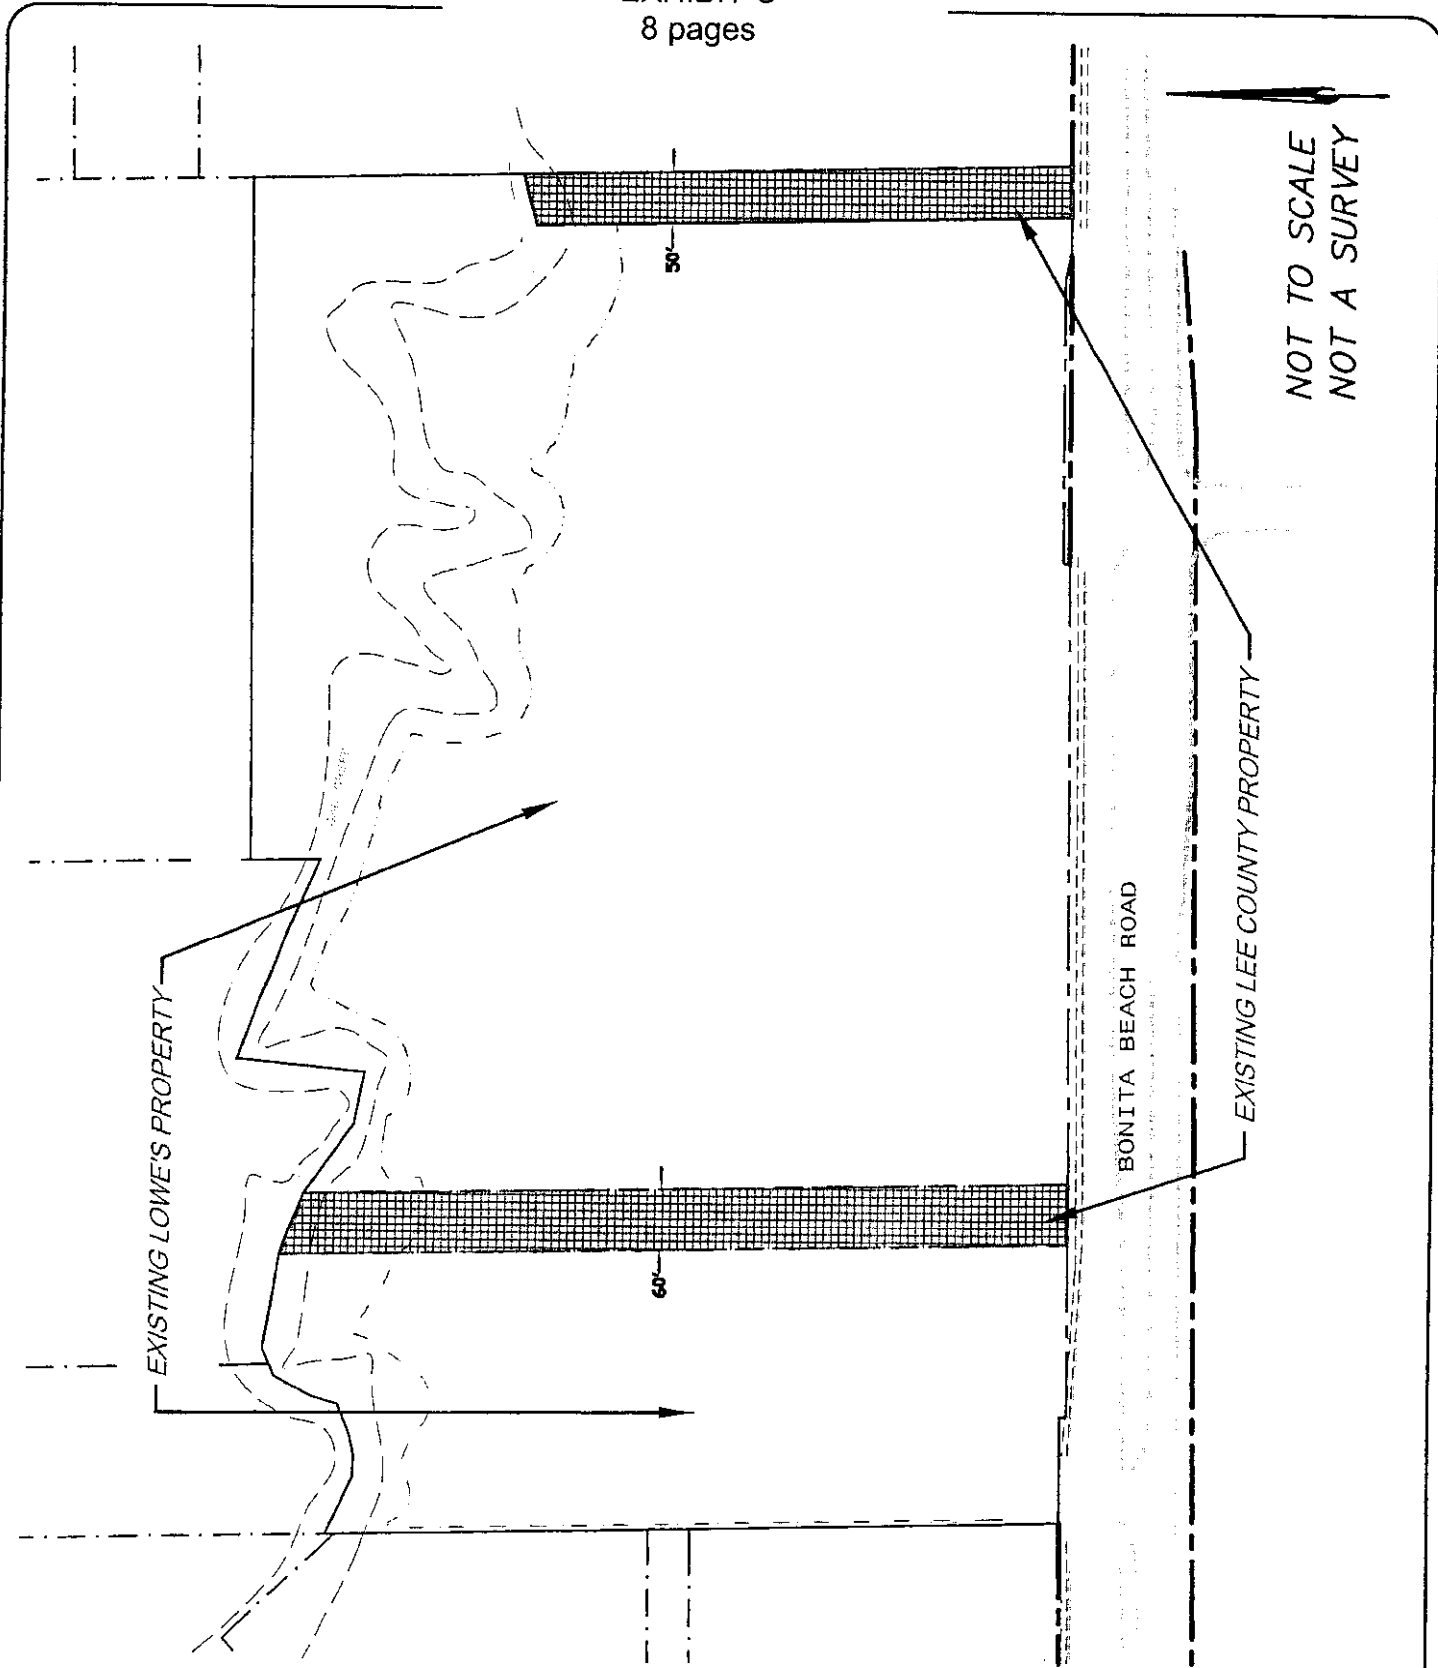 8 pages
NOT TO SCALE
NOT A SURVEY
50'
EXISTING LOWE'S PROPERTY
EXISTING LEE COUNTY PROPERTY
BONITA BEACH ROAD
60'